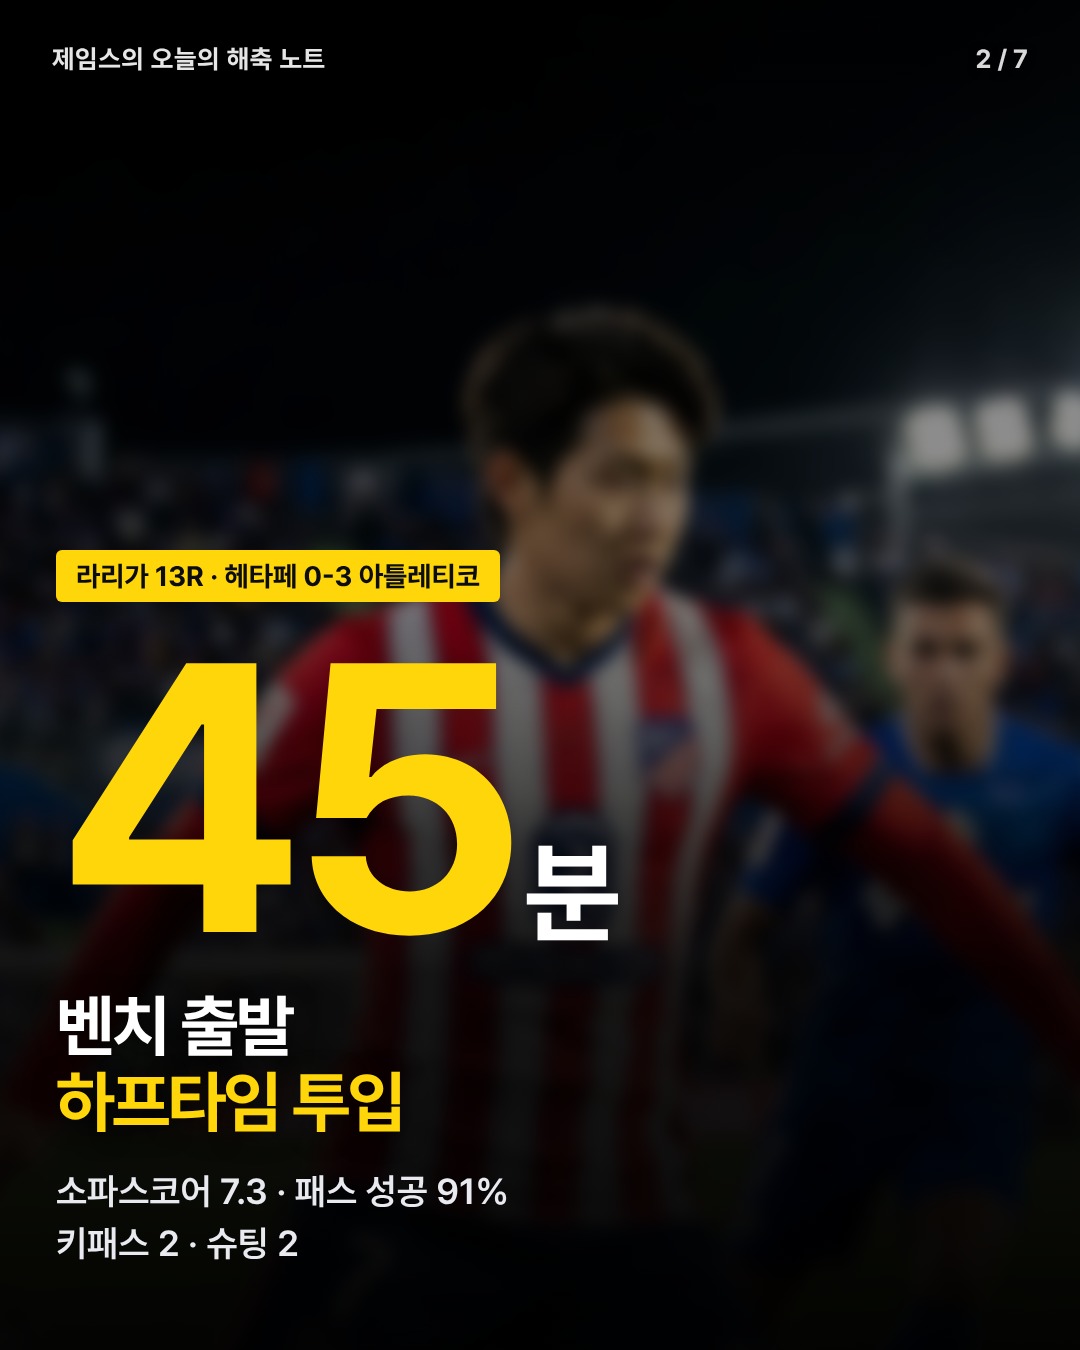 제임스의 오늘의 해축 노트
2 / 7
라리가 13R · 헤타페 0-3 아틀레티코
45분
벤치 출발
하프타임 투입
소파스코어 7.3 · 패스 성공 91%
키패스 2 · 슈팅 2